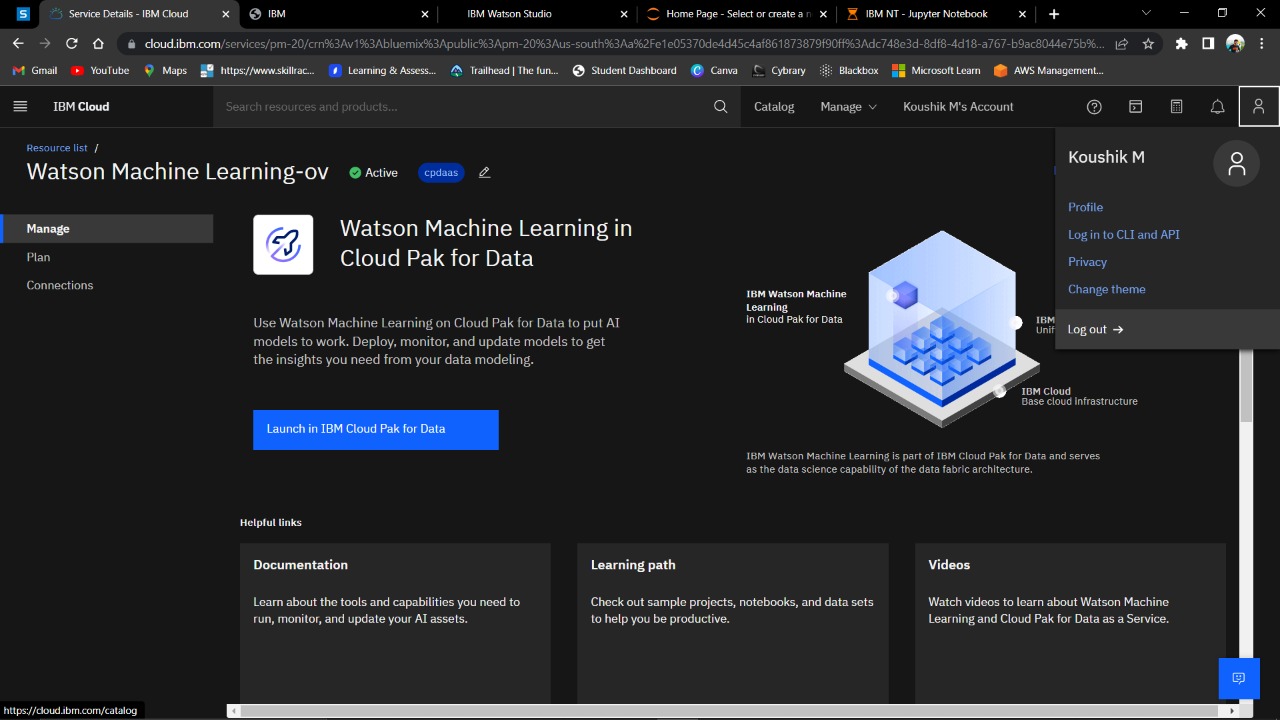 Service Details - IBM Cloud
IBM
IBM Watson Studio
Home Page - Select or create a n
IBM NT - Jupyter Notebook
cloud.ibm.com/services/pm-20/crn%3Av1%3Abluemix%3Apublic%3Apm-20%3Aus-south%3Aa%2Fe1e05370de4d45c4af861873879f90ff%3Adc748e3d-8df8-4d18-a767-b9ac8044e75b%...
Gmail
YouTube
Maps
https://www.skillrac...
Learning & Assess...
Trailhead | The fun...
Student Dashboard
Canva
Cybrary
Blackbox
Microsoft Learn
AWS Management...
IBM Cloud
Search resources and products...
Catalog
Manage
Koushik M's Account
Resource list /
Watson Machine Learning-ov
Active
cpdaas
Koushik M
Profile
Log in to CLI and API
Privacy
Change theme
Log out →
Manage
Plan
Connections
Watson Machine Learning in
Cloud Pak for Data
Use Watson Machine Learning on Cloud Pak for Data to put AI
models to work. Deploy, monitor, and update models to get
the insights you need from your data modeling.
Launch in IBM Cloud Pak for Data
IBM Watson Machine
Learning
in Cloud Pak for Data
IBM
Unif
IBM Cloud
Base cloud infrastructure
IBM Watson Machine Learning is part of IBM Cloud Pak for Data and serves
as the data science capability of the data fabric architecture.
Helpful links
Documentation
Learn about the tools and capabilities you need to
run, monitor, and update your AI assets.
Learning path
Check out sample projects, notebooks, and data sets
to help you be productive.
Videos
Watch videos to learn about Watson Machine
Learning and Cloud Pak for Data as a Service.
https://cloud.ibm.com/catalog